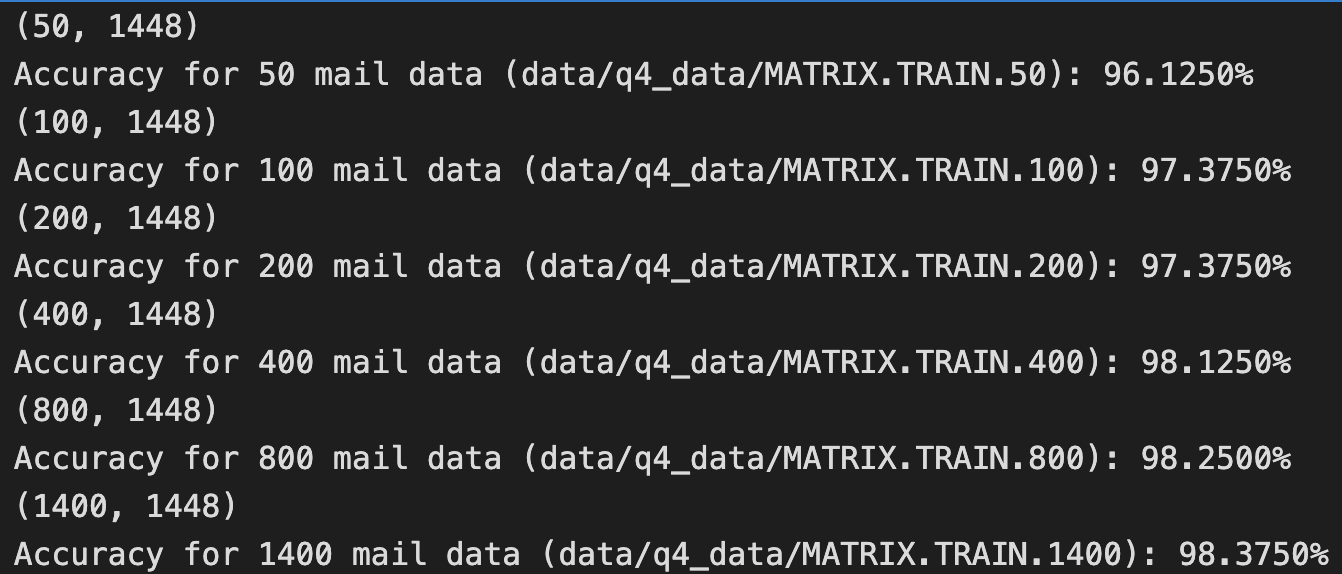 (50, 1448)
Accuracy for 50 mail data (data/q4_data/MATRIX.TRAIN.50): 96.1250%
(100, 1448)
Accuracy for 100 mail data (data/q4_data/MATRIX.TRAIN.100): 97.3750%
(200, 1448)
Accuracy for 200 mail data (data/q4_data/MATRIX.TRAIN.200): 97.3750%
(400, 1448)
Accuracy for 400 mail data (data/q4_data/MATRIX.TRAIN.400): 98.1250%
(800, 1448)
Accuracy for 800 mail data (data/q4_data/MATRIX.TRAIN.800): 98.2500%
(1400, 1448)
Accuracy for 1400 mail data (data/q4_data/MATRIX.TRAIN.1400): 98.3750%